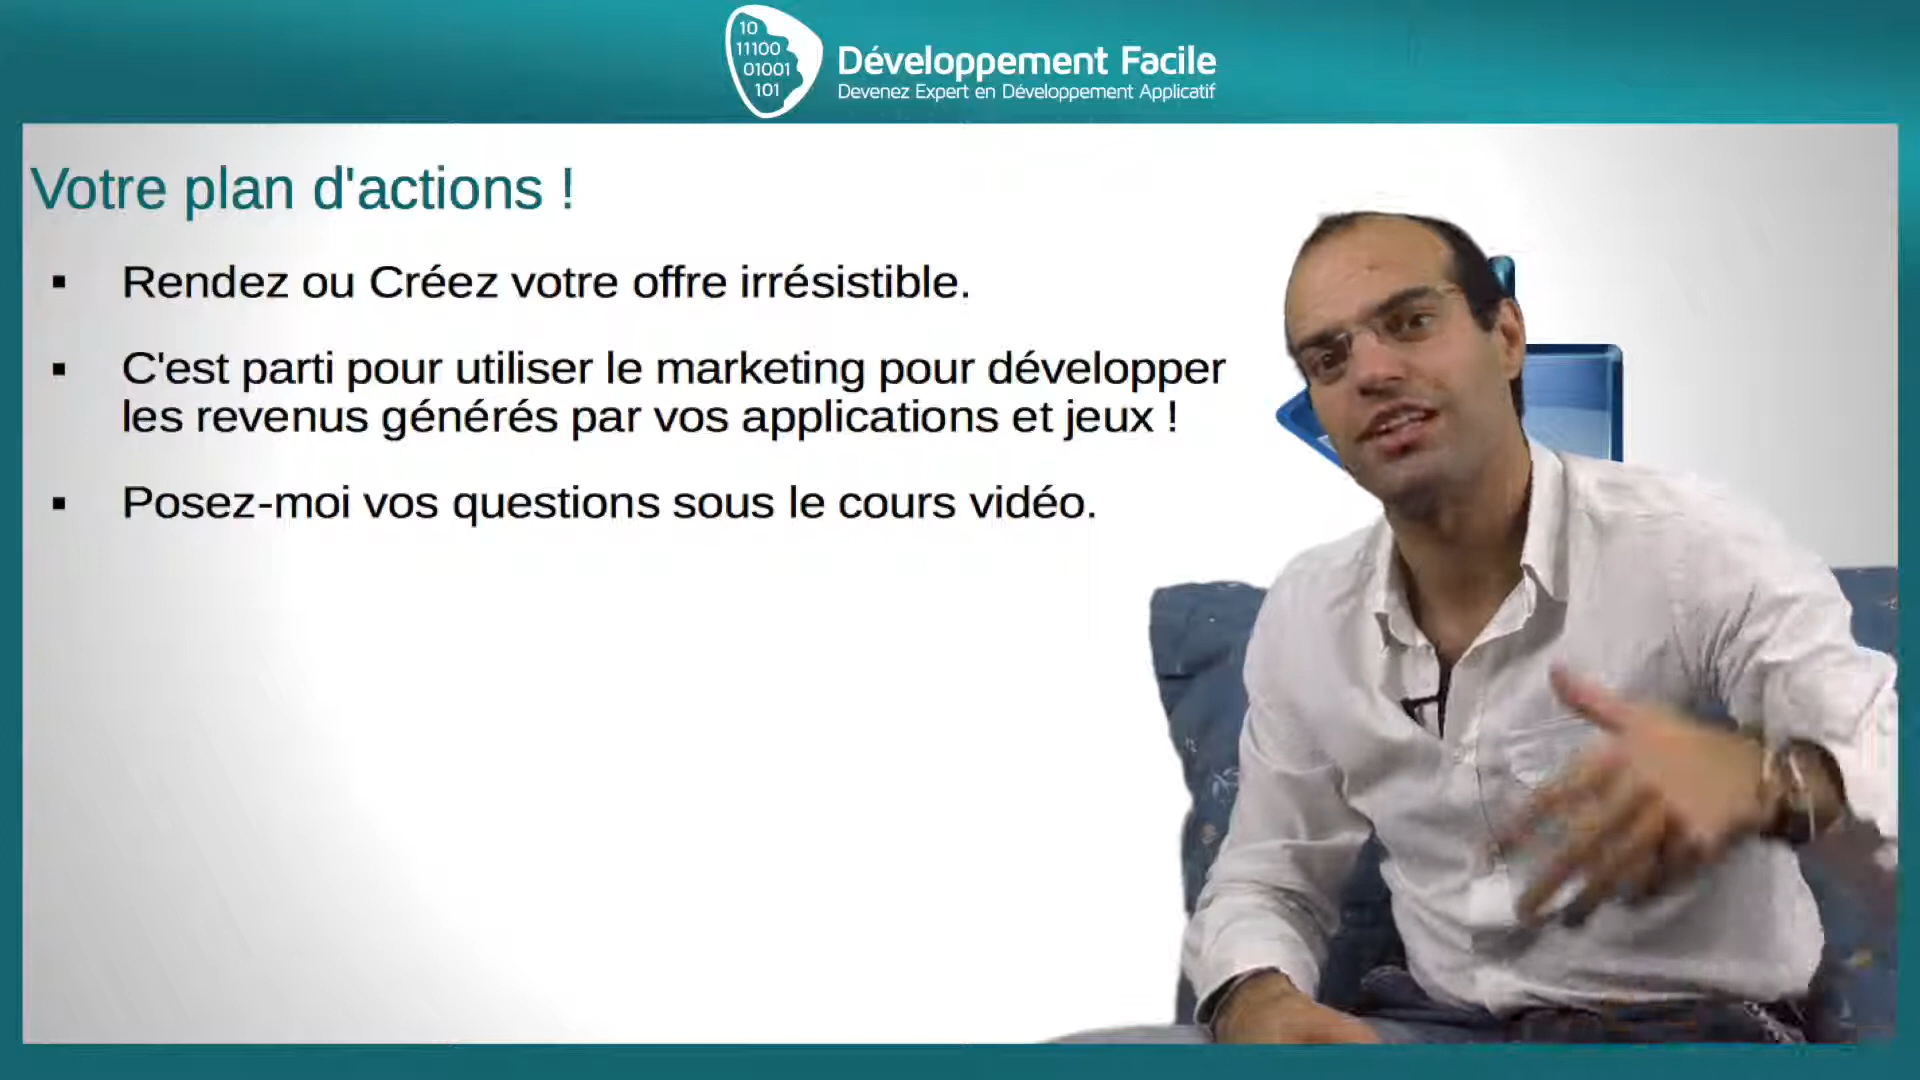 10
11100
01001
101
Développement Facile
Devenez Expert en Développement Applicatif
Votre plan d'actions !
▪ Rendez ou Créez votre offre irrésistible.
▪ C'est parti pour utiliser le marketing pour développer
les revenus générés par vos applications et jeux !
▪ Posez-moi vos questions sous le cours vidéo.